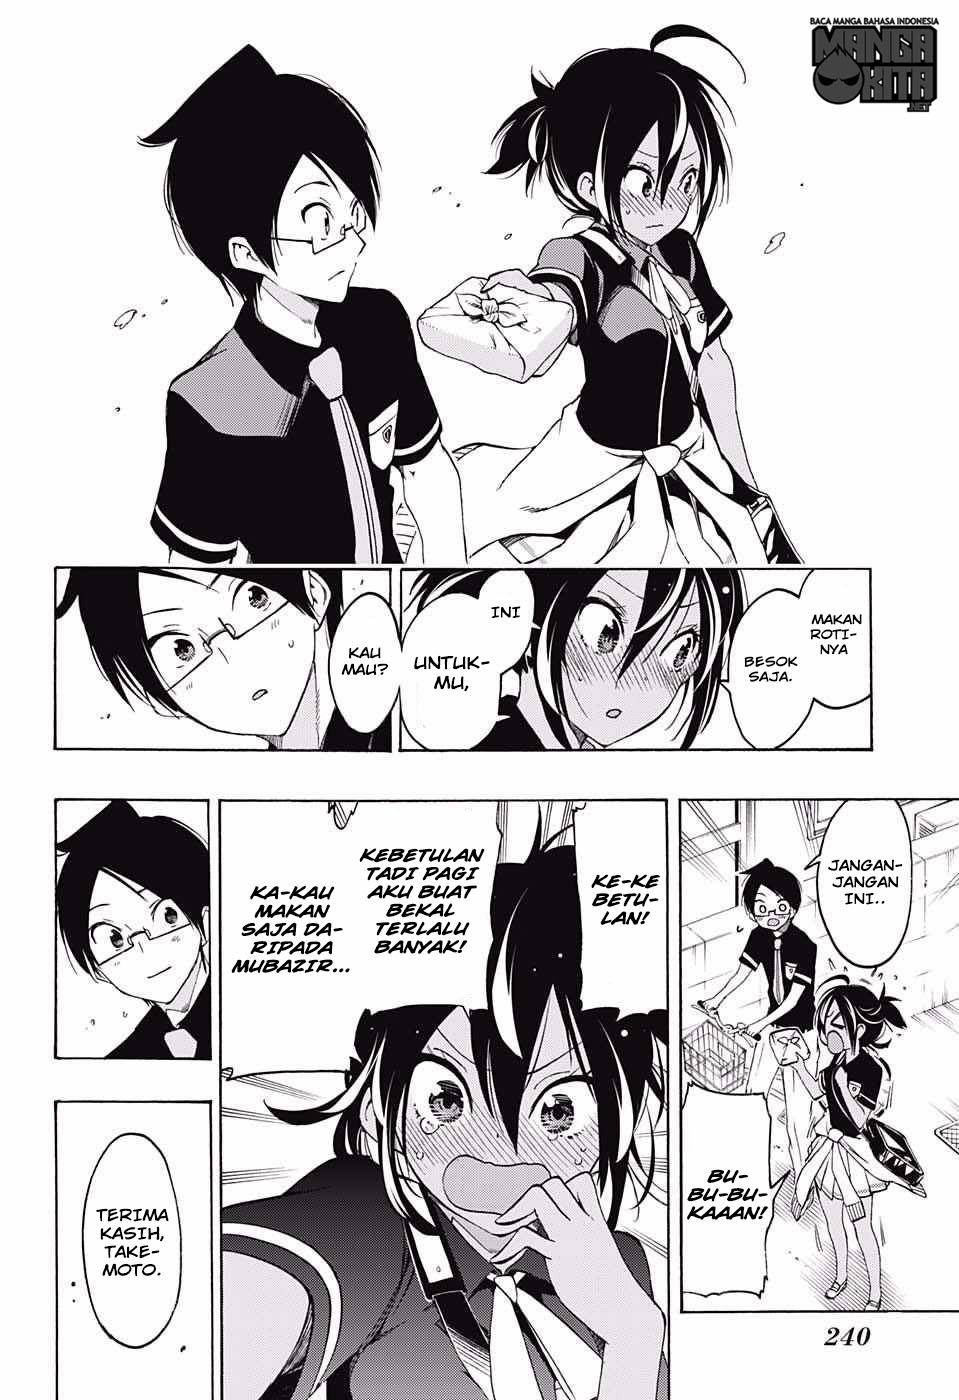 BACA MANGA BAHASA INDONESIA
MANGA
KITA
.NET
MAKAN
ROTI-
NYA
BESOK
SAJA.
INI
UNTUK-
MU,
KAU
MAU?
JANGAN-
JANGAN
INI..
BU-
BU-BU-
KAAAN!
KE-KE
BETU-
LAN!
KEBETULAN
TADI PAGI
AKU BUAT
BEKAL
TERLALU
BANYAK!
KA-KAU
MAKAN
SAJA DA-
RIPADA
MUBAZIR...
TERIMA
KASIH,
TAKE-
MOTO.
240